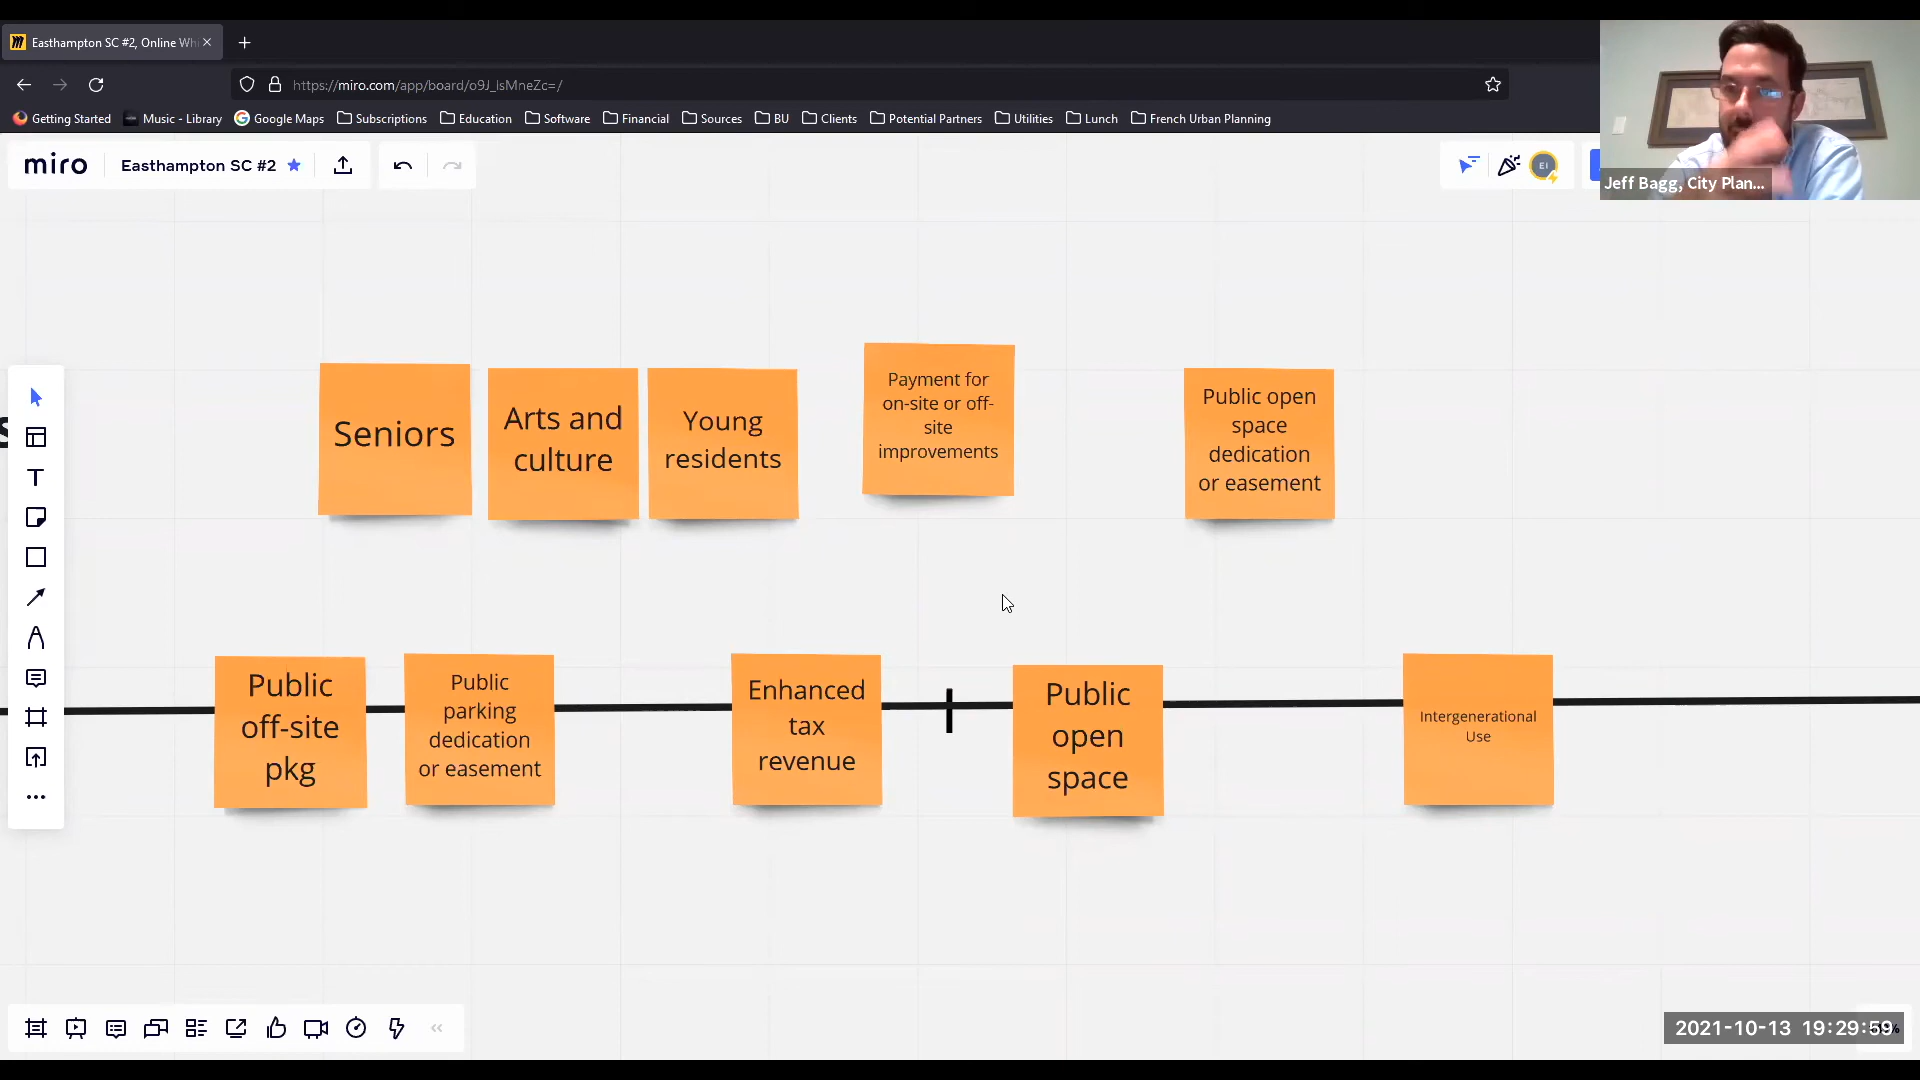 Easthampton SC #2, Online Whi
https://miro.com/app/board/o9J_lsMneZc=/
Getting Started
Music - Library
Google Maps
Subscriptions
Education
Software
Financial
Sources
BU
Clients
Potential Partners
Utilities
Lunch
French Urban Planning
miro
Easthampton SC #2
EI
Jeff Bagg, City Plan...
Seniors
Arts and
culture
Young
residents
Payment for
on-site or off-
site
improvements
Public open
space
dedication
or easement
T
Public
off-site
pkg
Public
parking
dedication
or easement
Enhanced
tax
revenue
Public
open
space
Intergenerational
Use
2021-10-13 19:29:59